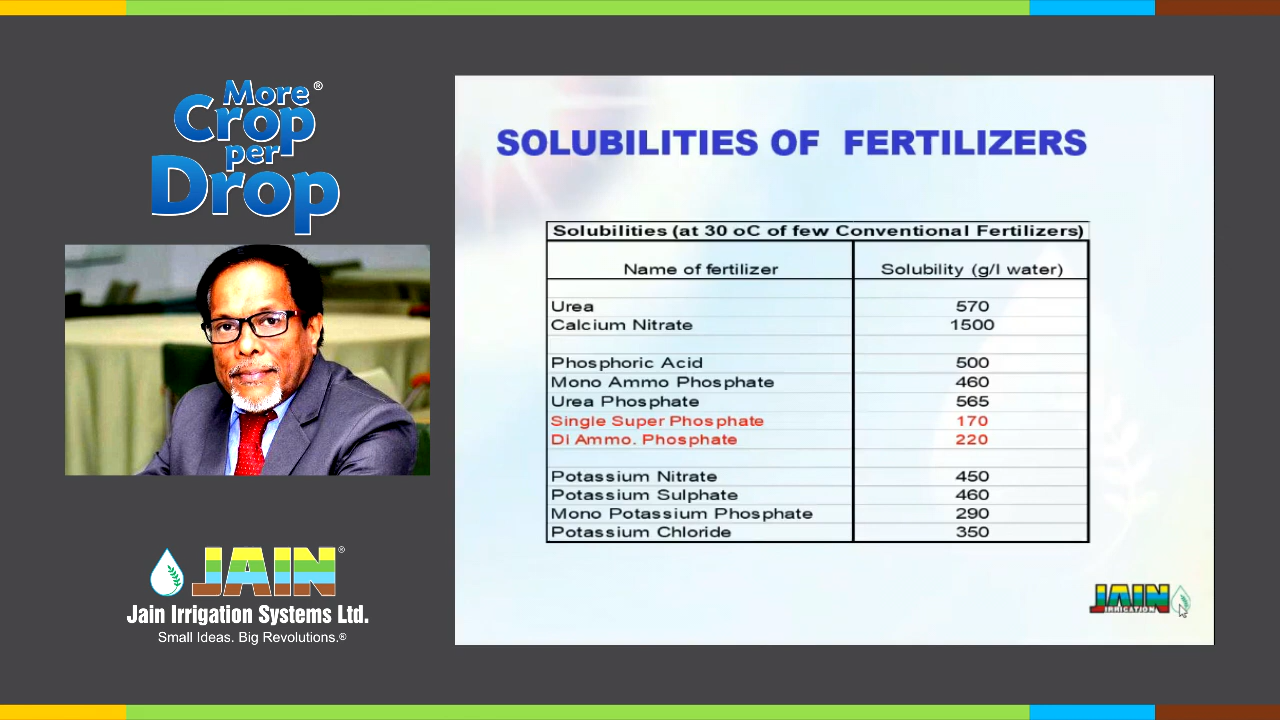 More®
Crop
per
Drop
JAIN®
Jain Irrigation Systems Ltd.
Small Ideas. Big Revolutions.®
SOLUBILITIES OF FERTILIZERS
Solubilities (at 30 oC of few Conventional Fertilizers)
Name of fertilizer Solubility (g/l water)
Urea 570
Calcium Nitrate 1500
Phosphoric Acid 500
Mono Ammo Phosphate 460
Urea Phosphate 565
Single Super Phosphate 170
Di Ammo. Phosphate 220
Potassium Nitrate 450
Potassium Sulphate 460
Mono Potassium Phosphate 290
Potassium Chloride 350
JAIN
IRRIGATION